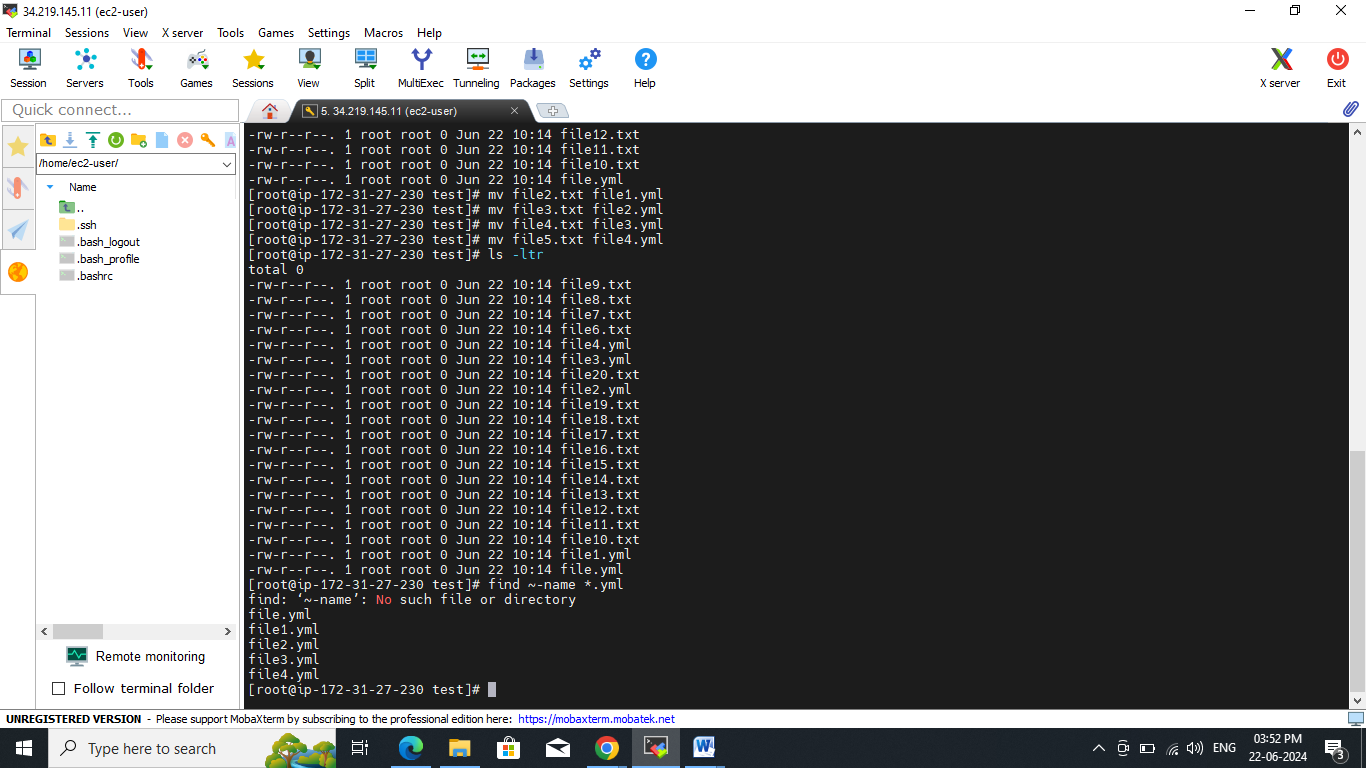 34.219.145.11 (ec2-user)
Terminal Sessions View X server Tools Games Settings Macros Help
Session Servers Tools Games Sessions View Split MultiExec Tunneling Packages Settings Help X server Exit
Quick connect...
5. 34.219.145.11 (ec2-user)
/home/ec2-user/
Name
..
.ssh
.bash_logout
.bash_profile
.bashrc
Remote monitoring
Follow terminal folder
-rw-r--r--. 1 root root 0 Jun 22 10:14 file12.txt
-rw-r--r--. 1 root root 0 Jun 22 10:14 file11.txt
-rw-r--r--. 1 root root 0 Jun 22 10:14 file10.txt
-rw-r--r--. 1 root root 0 Jun 22 10:14 file.yml
[root@ip-172-31-27-230 test]# mv file2.txt file1.yml
[root@ip-172-31-27-230 test]# mv file3.txt file2.yml
[root@ip-172-31-27-230 test]# mv file4.txt file3.yml
[root@ip-172-31-27-230 test]# mv file5.txt file4.yml
[root@ip-172-31-27-230 test]# ls -ltr
total 0
-rw-r--r--. 1 root root 0 Jun 22 10:14 file9.txt
-rw-r--r--. 1 root root 0 Jun 22 10:14 file8.txt
-rw-r--r--. 1 root root 0 Jun 22 10:14 file7.txt
-rw-r--r--. 1 root root 0 Jun 22 10:14 file6.txt
-rw-r--r--. 1 root root 0 Jun 22 10:14 file4.yml
-rw-r--r--. 1 root root 0 Jun 22 10:14 file3.yml
-rw-r--r--. 1 root root 0 Jun 22 10:14 file20.txt
-rw-r--r--. 1 root root 0 Jun 22 10:14 file2.yml
-rw-r--r--. 1 root root 0 Jun 22 10:14 file19.txt
-rw-r--r--. 1 root root 0 Jun 22 10:14 file18.txt
-rw-r--r--. 1 root root 0 Jun 22 10:14 file17.txt
-rw-r--r--. 1 root root 0 Jun 22 10:14 file16.txt
-rw-r--r--. 1 root root 0 Jun 22 10:14 file15.txt
-rw-r--r--. 1 root root 0 Jun 22 10:14 file14.txt
-rw-r--r--. 1 root root 0 Jun 22 10:14 file13.txt
-rw-r--r--. 1 root root 0 Jun 22 10:14 file12.txt
-rw-r--r--. 1 root root 0 Jun 22 10:14 file11.txt
-rw-r--r--. 1 root root 0 Jun 22 10:14 file10.txt
-rw-r--r--. 1 root root 0 Jun 22 10:14 file1.yml
-rw-r--r--. 1 root root 0 Jun 22 10:14 file.yml
[root@ip-172-31-27-230 test]# find ~-name *.yml
find: ‘~-name’: No such file or directory
file.yml
file1.yml
file2.yml
file3.yml
file4.yml
[root@ip-172-31-27-230 test]#
UNREGISTERED VERSION - Please support MobaXterm by subscribing to the professional edition here: https://mobaxterm.mobatek.net
Type here to search
ENG
03:52 PM
22-06-2024
3